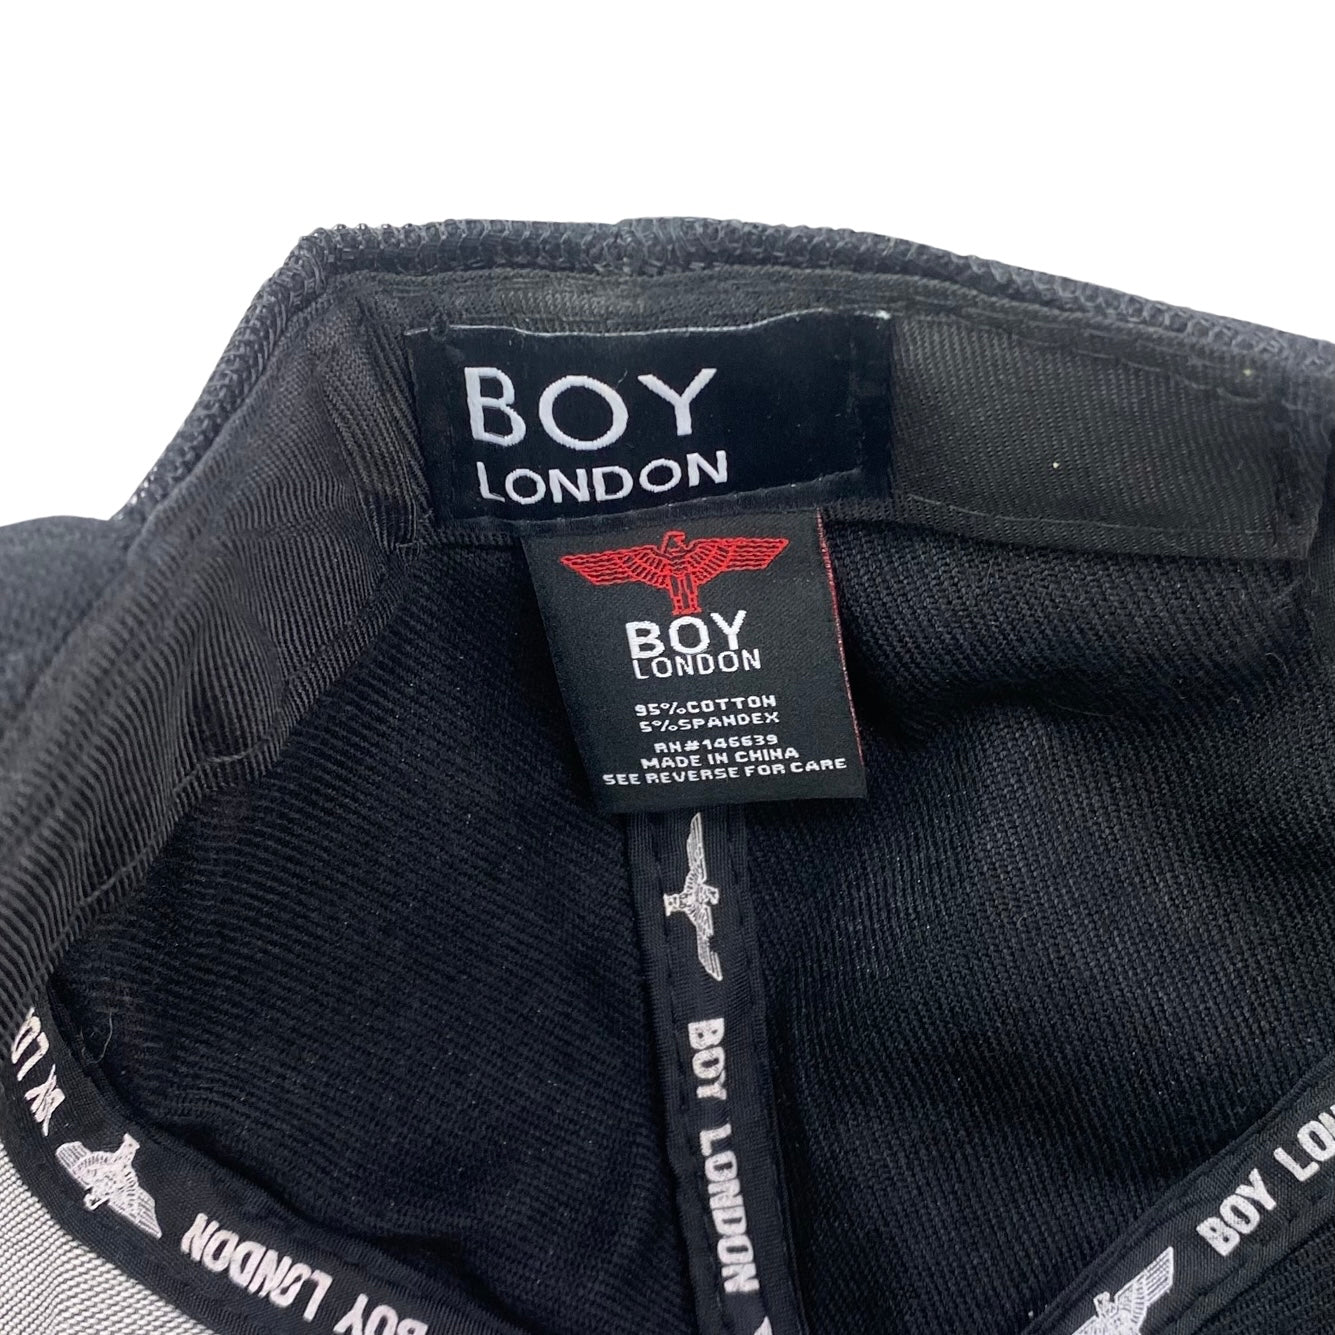 BOY
LONDON
BOY
LONDON
95%COTTON
5%SPANDEX
RN#146639
MADE IN CHINA
SEE REVERSE FOR CARE
BOY LONDON
BOY LONDON
BOY